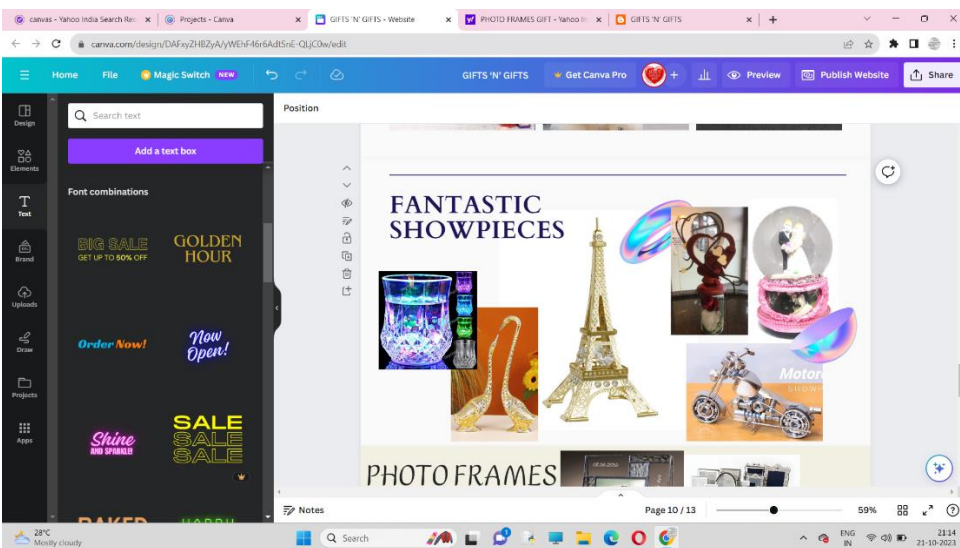 canvas - Yahoo India Search Res
Projects - Canva
GIFTS 'N' GIFTS - Website
PHOTO FRAMES GIFT - Yahoo In
GIFTS 'N' GIFTS
canva.com/design/DAFxyZHBZyA/yWEhF46r6AdtSnE-QLjC0w/edit
Home File Magic Switch NEW
GIFTS 'N' GIFTS Get Canva Pro Preview Publish Website Share
Design
Elements
Text
Brand
Uploads
Draw
Projects
Apps
Search text
Add a text box
Font combinations
BIG SALE
GET UP TO 50% OFF
GOLDEN
HOUR
Order Now!
Now
Open!
Shine
AND SPARKLE!
SALE
SALE
SALE
BAKED
HAPPY
Position
FANTASTIC
SHOWPIECES
PHOTO FRAMES
Notes
Page 10 / 13
59%
28°C
Mostly cloudy
Search
ENG
IN
21:14
21-10-2023